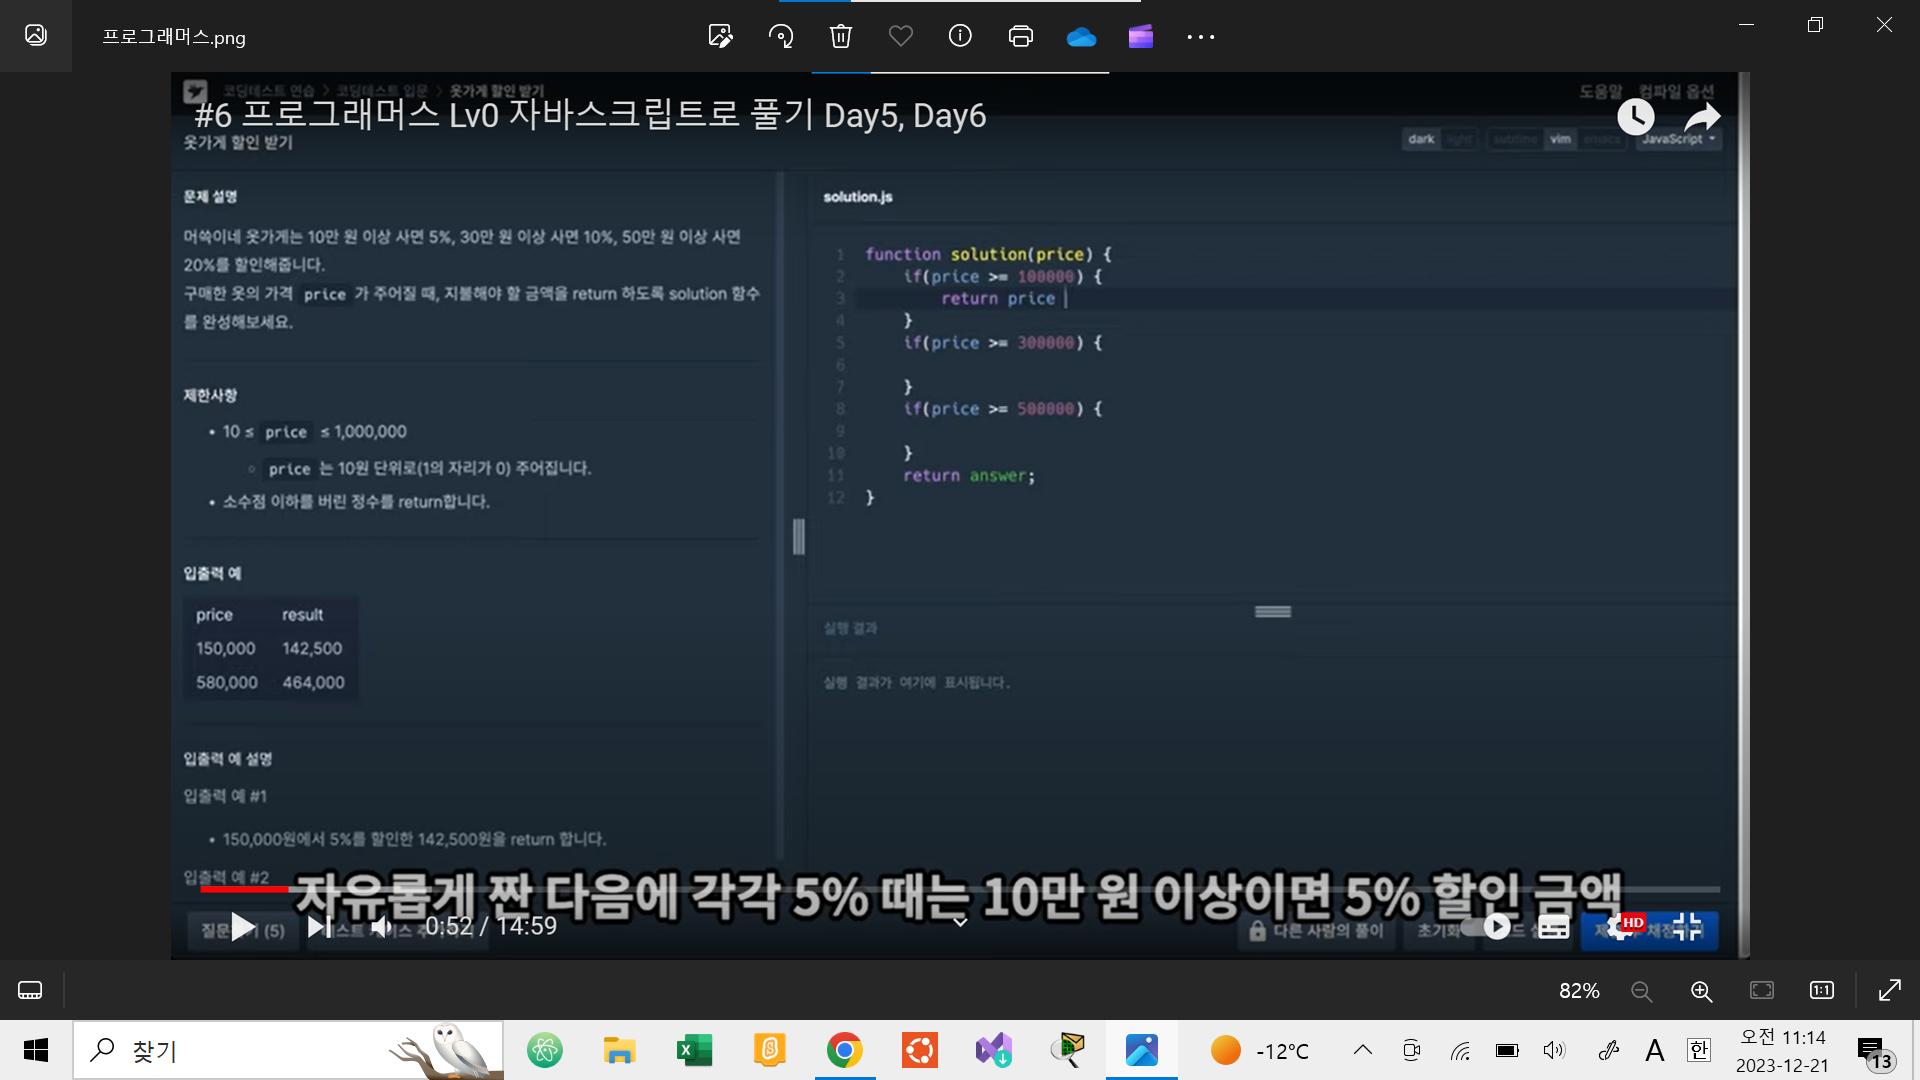 프로그래머스.png
코딩테스트 연습 > 코딩테스트 입문 > 옷가게 할인 받기
도움말 컴파일 옵션
#6 프로그래머스 Lv0 자바스크립트로 풀기 Day5, Day6
옷가게 할인 받기
dark light sublime vim emacs JavaScript
문제 설명
머쓱이네 옷가게는 10만 원 이상 사면 5%, 30만 원 이상 사면 10%, 50만 원 이상 사면
20%를 할인해줍니다.
구매한 옷의 가격 price 가 주어질 때, 지불해야 할 금액을 return 하도록 solution 함수
를 완성해보세요.
제한사항
• 10 ≤ price ≤ 1,000,000
○ price 는 10원 단위로(1의 자리가 0) 주어집니다.
• 소수점 이하를 버린 정수를 return합니다.
입출력 예
price result
150,000 142,500
580,000 464,000
입출력 예 설명
입출력 예 #1
• 150,000원에서 5%를 할인한 142,500원을 return 합니다.
입출력 예 #2
solution.js
1 function solution(price) {
2 if(price >= 100000) {
3 return price
4 }
5 if(price >= 300000) {
6
7 }
8 if(price >= 500000) {
9
10 }
11 return answer;
12 }
실행 결과
실행 결과가 여기에 표시됩니다.
자유롭게 짠 다음에 각각 5% 때는 10만 원 이상이면 5% 할인 금액
0:52 / 14:59
(5)
다른 사람의 풀이
초기화
HD
82%
1:1
찾기
-12°C
A
한
오전 11:14
2023-12-21
13